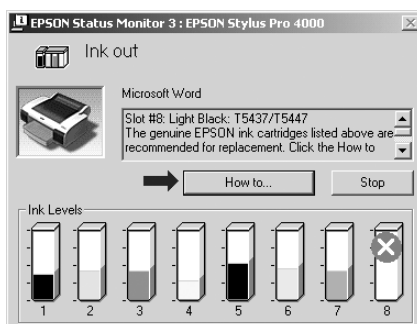 EPSON Status Monitor 3 : EPSON Stylus Pro 4000
Ink out
Microsoft Word
Slot #8: Light Black: T5437/T5447
The genuine EPSON ink cartridges listed above are
recommended for replacement. Click the How to
How to...
Stop
Ink Levels
1 2 3 4 5 6 7 8